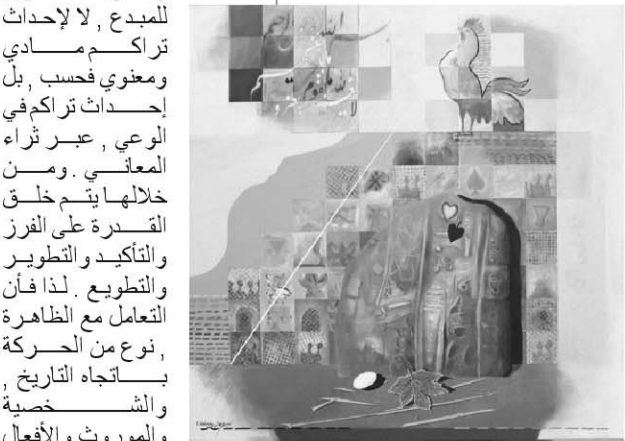 للمبدع , لا لإحداث
تراكم مادي
ومعنوي فحسب , بل
إحداث تراكم في
الوعي , عبر ثراء
المعاني . ومن
خلالها يتم خلق
القدرة على الفرز
والتأكيد والتطوير
والتطويع . لذا فأن
التعامل مع الظاهرة
, نوع من الحركة
باتجاه التاريخ ,
والشخصية
والموروث والأفعال